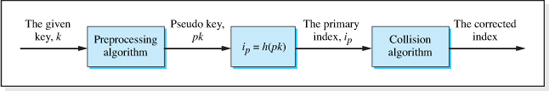 The given
key, k
Preprocessing
algorithm
Pseudo key,
pk
iₚ = h(pk)
The primary
index, iₚ
Collision
algorithm
The corrected
index